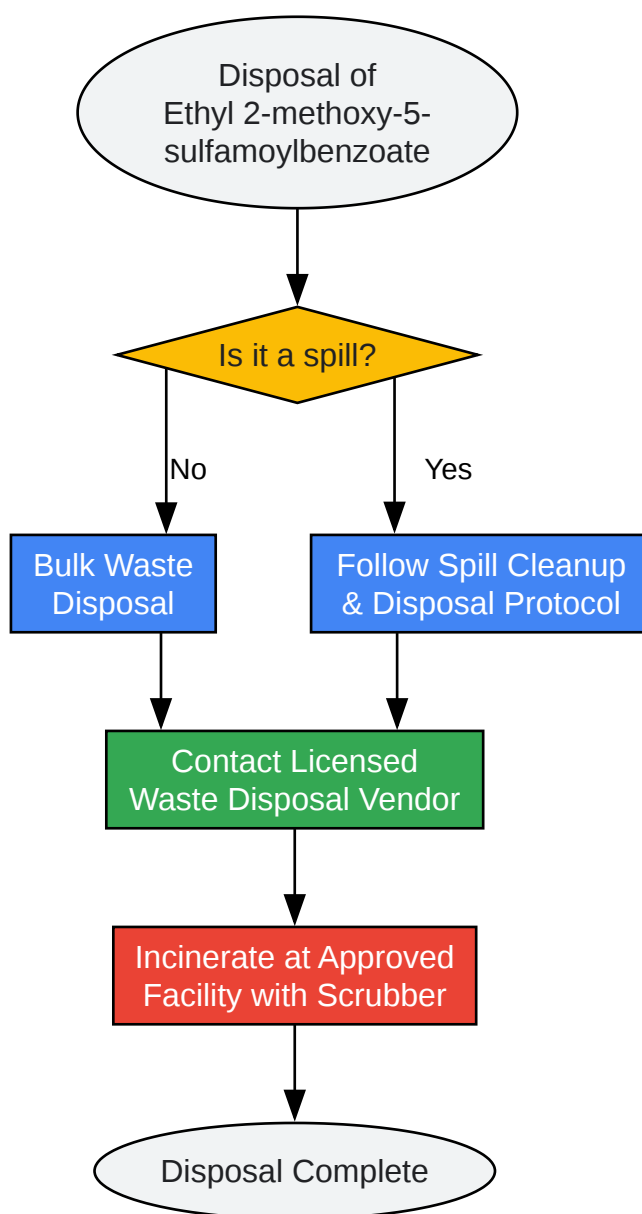 Disposal of
Ethyl 2-methoxy-5-
sulfamoylbenzoate
Is it a spill?
No
Yes
Bulk Waste
Disposal
Follow Spill Cleanup
& Disposal Protocol
Contact Licensed
Waste Disposal Vendor
Incinerate at Approved
Facility with Scrubber
Disposal Complete